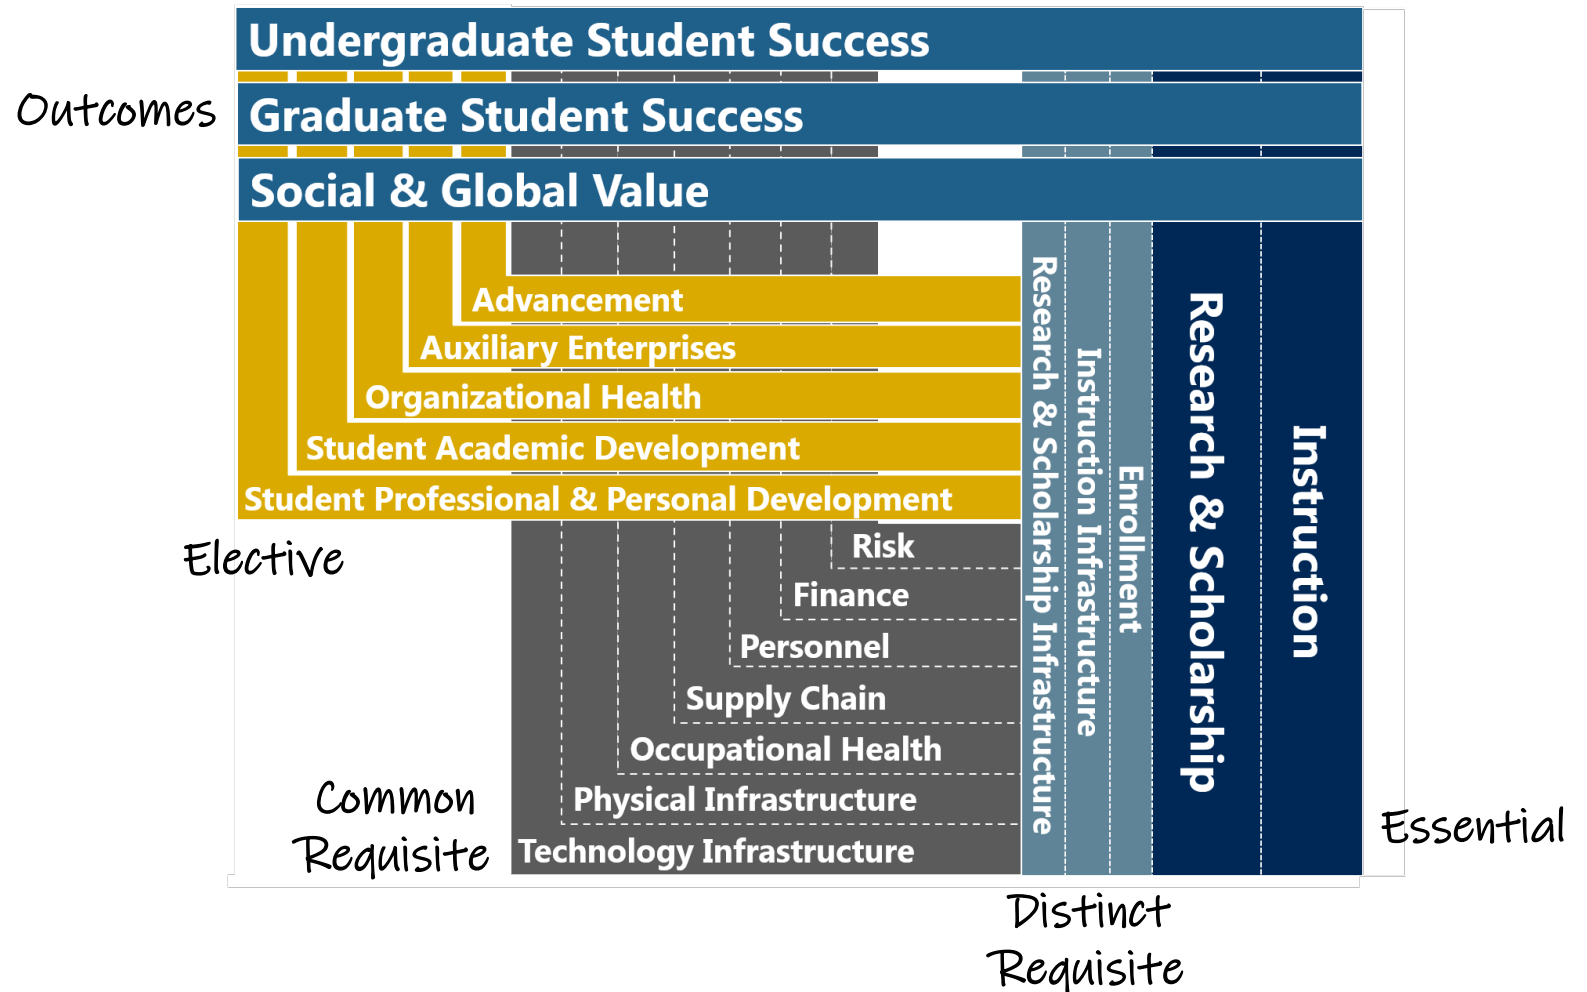 Undergraduate Student Success
Outcomes
Graduate Student Success
Social & Global Value
Advancement
Auxiliary Enterprises
Organizational Health
Student Academic Development
Student Professional & Personal Development
Elective
Risk
Finance
Personnel
Supply Chain
Occupational Health
Physical Infrastructure
Technology Infrastructure
Common
Requisite
Research & Scholarship Infrastructure
Instruction Infrastructure
Enrollment
Research & Scholarship
Instruction
Essential
Distinct
Requisite